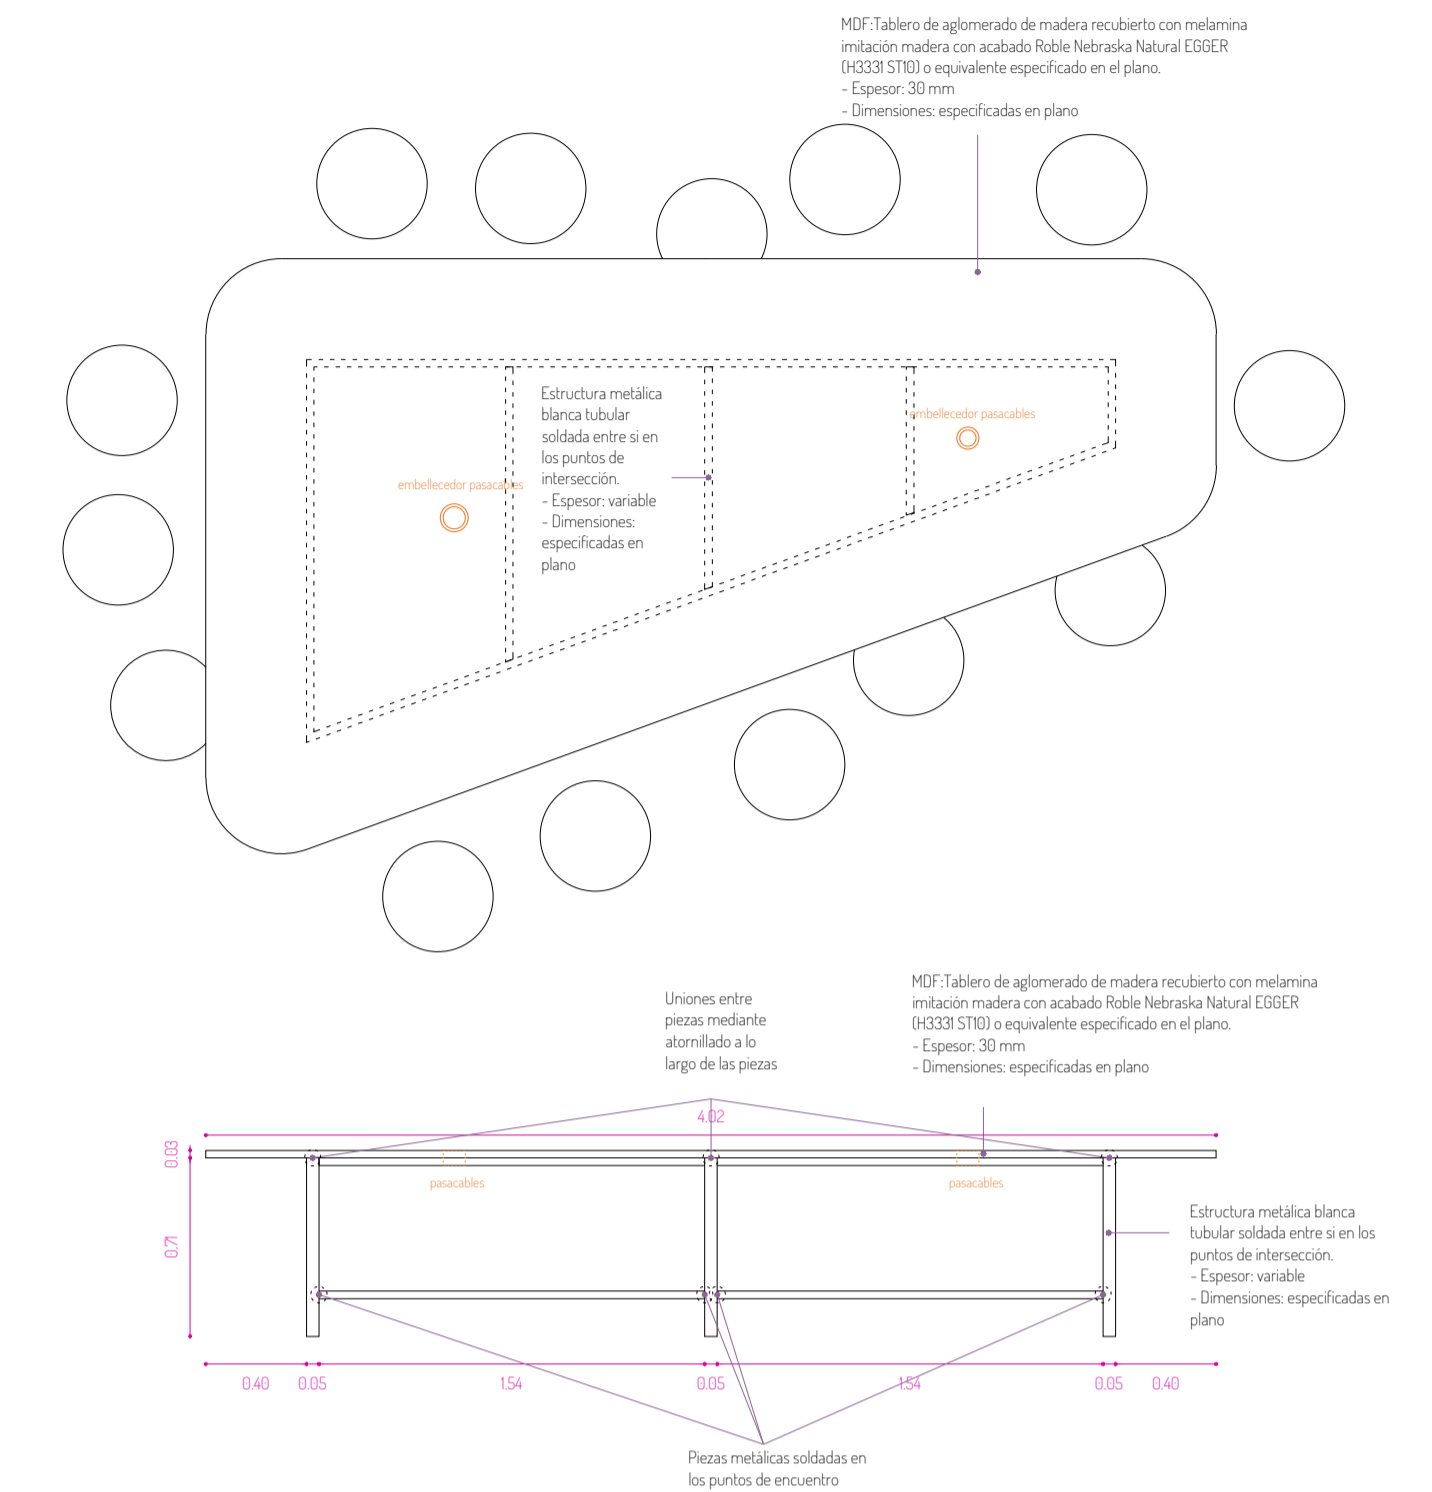 MDF:Tablero de aglomerado de madera recubierto con melamina
imitación madera con acabado Roble Nebraska Natural EGGER
(H3331 ST10) o equivalente especificado en el plano.
- Espesor: 30 mm
- Dimensiones: especificadas en plano
Estructura metálica
blanca tubular
soldada entre si en
los puntos de
intersección.
- Espesor: variable
- Dimensiones:
especificadas en
plano
embellecedor pasacables
embellecedor pasacables
Uniones entre
piezas mediante
atornillado a lo
largo de las piezas
MDF:Tablero de aglomerado de madera recubierto con melamina
imitación madera con acabado Roble Nebraska Natural EGGER
(H3331 ST10) o equivalente especificado en el plano.
- Espesor: 30 mm
- Dimensiones: especificadas en plano
4.02
0.03
0.71
pasacables
pasacables
Estructura metálica blanca
tubular soldada entre si en los
puntos de intersección.
- Espesor: variable
- Dimensiones: especificadas en
plano
0.40 0.05 1.54 0.05 1.54 0.05 0.40
Piezas metálicas soldadas en
los puntos de encuentro